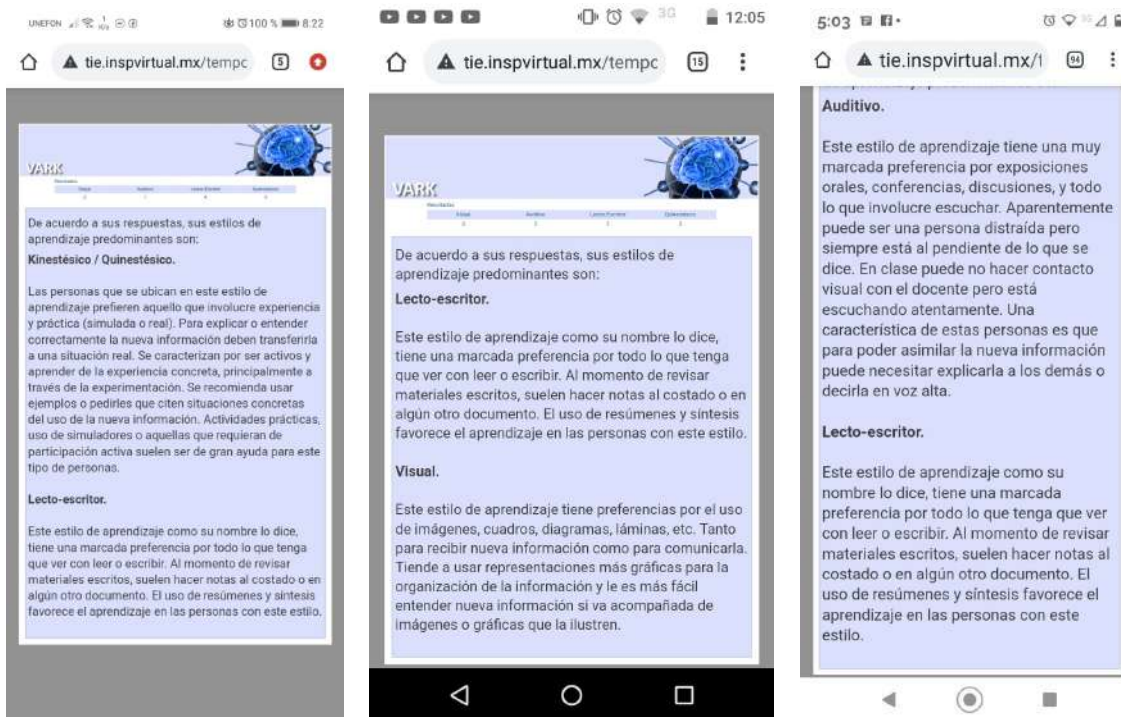 UNEFON
100 % 8:22
tie.inspvirtual.mx/tempc 5
VARK
Resultados
Visual Auditivo Lecto-Escritor Quinestésico
De acuerdo a sus respuestas, sus estilos de
aprendizaje predominantes son:
Kinestésico / Quinestésico.
Las personas que se ubican en este estilo de
aprendizaje prefieren aquello que involucre experiencia
y práctica (simulada o real). Para explicar o entender
correctamente la nueva información deben transferirla
a una situación real. Se caracterizan por ser activos y
aprender de la experiencia concreta, principalmente a
través de la experimentación. Se recomienda usar
ejemplos o pedirles que citen situaciones concretas
del uso de la nueva información. Actividades prácticas,
uso de simuladores o aquellas que requieran de
participación activa suelen ser de gran ayuda para este
tipo de personas.
Lecto-escritor.
Este estilo de aprendizaje como su nombre lo dice,
tiene una marcada preferencia por todo lo que tenga
que ver con leer o escribir. Al momento de revisar
materiales escritos, suelen hacer notas al costado o en
algún otro documento. El uso de resúmenes y síntesis
favorece el aprendizaje en las personas con este estilo.
3G 12:05
tie.inspvirtual.mx/tempc 15
VARK
Resultados
Visual Auditivo Lecto-Escritor Quinestésico
De acuerdo a sus respuestas, sus estilos de
aprendizaje predominantes son:
Lecto-escritor.
Este estilo de aprendizaje como su nombre lo dice,
tiene una marcada preferencia por todo lo que tenga
que ver con leer o escribir. Al momento de revisar
materiales escritos, suelen hacer notas al costado o en
algún otro documento. El uso de resúmenes y síntesis
favorece el aprendizaje en las personas con este estilo.
Visual.
Este estilo de aprendizaje tiene preferencias por el uso
de imágenes, cuadros, diagramas, láminas, etc. Tanto
para recibir nueva información como para comunicarla.
Tiende a usar representaciones más gráficas para la
organización de la información y le es más fácil
entender nueva información si va acompañada de
imágenes o gráficas que la ilustren.
5:03 3G
tie.inspvirtual.mx/t 94
Auditivo.
Este estilo de aprendizaje tiene una muy
marcada preferencia por exposiciones
orales, conferencias, discusiones, y todo
lo que involucre escuchar. Aparentemente
puede ser una persona distraída pero
siempre está al pendiente de lo que se
dice. En clase puede no hacer contacto
visual con el docente pero está
escuchando atentamente. Una
característica de estas personas es que
para poder asimilar la nueva información
puede necesitar explicarla a los demás o
decirla en voz alta.
Lecto-escritor.
Este estilo de aprendizaje como su
nombre lo dice, tiene una marcada
preferencia por todo lo que tenga que ver
con leer o escribir. Al momento de revisar
materiales escritos, suelen hacer notas al
costado o en algún otro documento. El
uso de resúmenes y síntesis favorece el
aprendizaje en las personas con este
estilo.